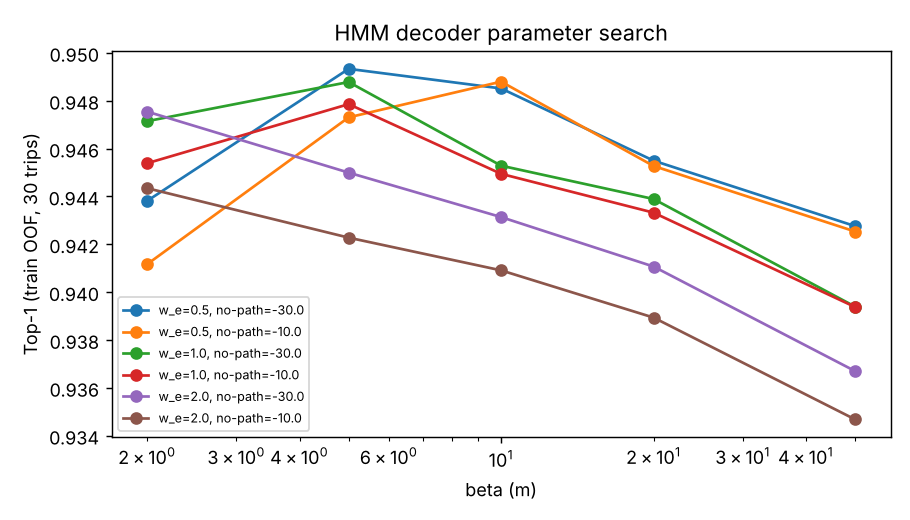 HMM decoder parameter search
Top-1 (train OOF, 30 trips)
0.950
0.948
0.946
0.944
0.942
0.940
0.938
0.936
0.934
w_e=0.5, no-path=-30.0
w_e=0.5, no-path=-10.0
w_e=1.0, no-path=-30.0
w_e=1.0, no-path=-10.0
w_e=2.0, no-path=-30.0
w_e=2.0, no-path=-10.0
2 × 10⁰ 3 × 10⁰ 4 × 10⁰ 6 × 10⁰ 10¹ 2 × 10¹ 3 × 10¹ 4 × 10¹
beta (m)